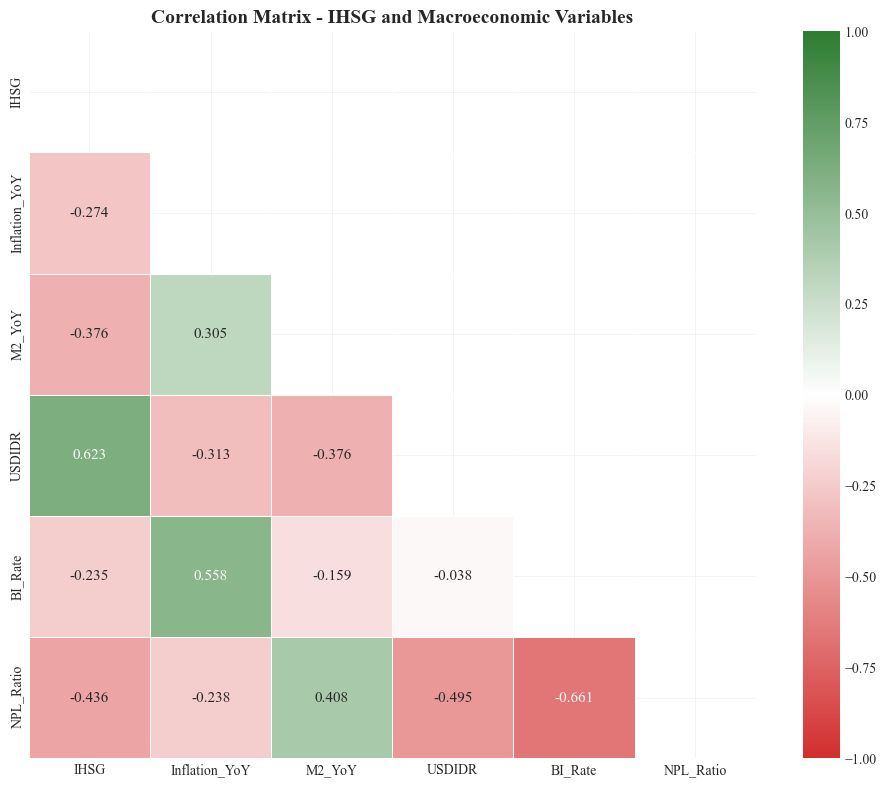 Correlation Matrix - IHSG and Macroeconomic Variables
IHSG
Inflation_YoY
-0.274
M2_YoY
-0.376 0.305
USDIDR
0.623 -0.313 -0.376
BI_Rate
-0.235 0.558 -0.159 -0.038
NPL_Ratio
-0.436 -0.238 0.408 -0.495 -0.661
IHSG Inflation_YoY M2_YoY USDIDR BI_Rate NPL_Ratio
1.00
0.75
0.50
0.25
0.00
−0.25
−0.50
−0.75
−1.00